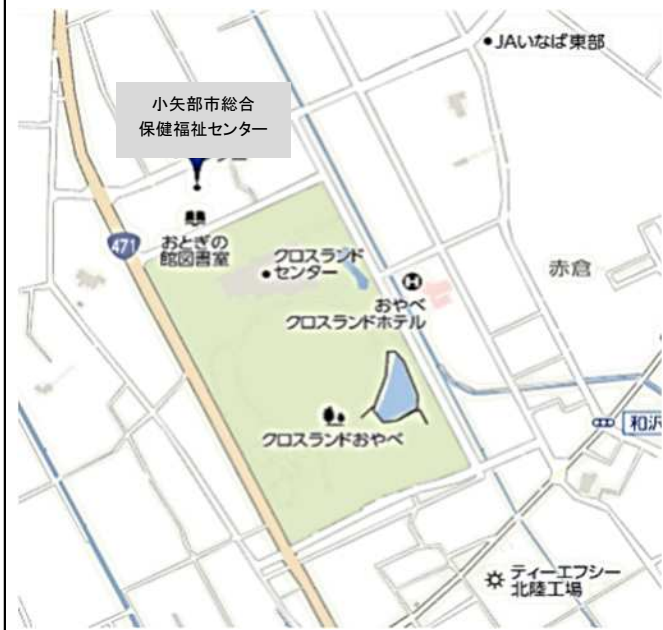 JAいなば東部
小矢部市総合
保健福祉センター
471
おとぎの
館図書室
クロスランド
センター
赤倉
H
おやべ
クロスランドホテル
クロスランドおやべ
和沢
ティーエフシー
北陸工場